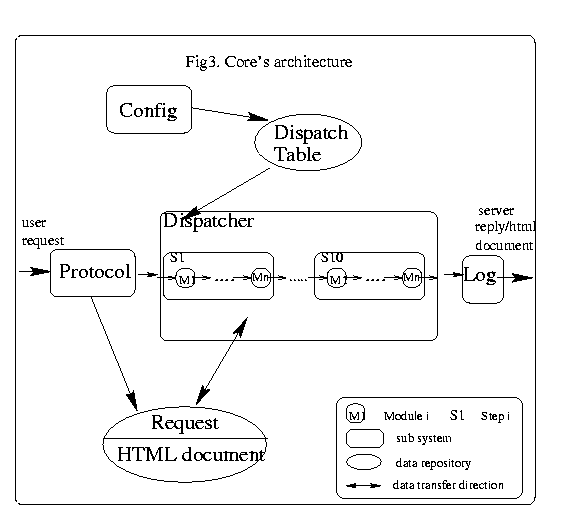 Fig3. Core's architecture
Config
Dispatch
Table
user
request
Protocol
Dispatcher
S1
M1 ..... Mn
.....
S10
M1 ..... Mn
server
reply/html
document
Log
Request
HTML document
M1 Module i S1 Step i
sub system
data repository
data transfer direction